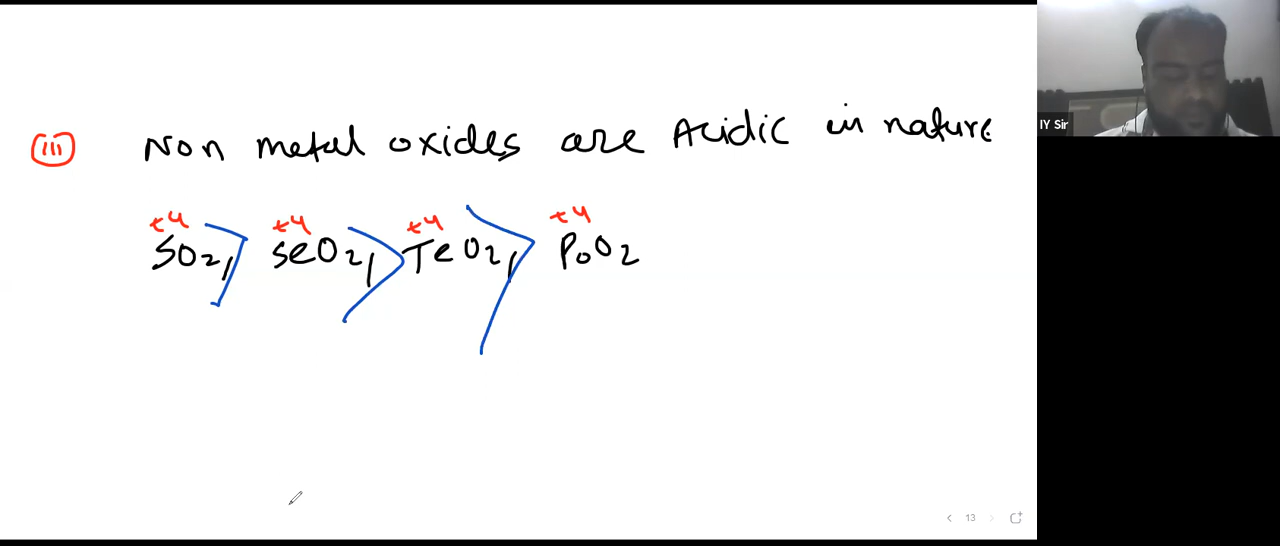 (iii) Non metal oxides are Acidic in nature
+4 +4 +4 +4
SO2, > SeO2, > TeO2, > PoO2
IY Sir
< 13 >